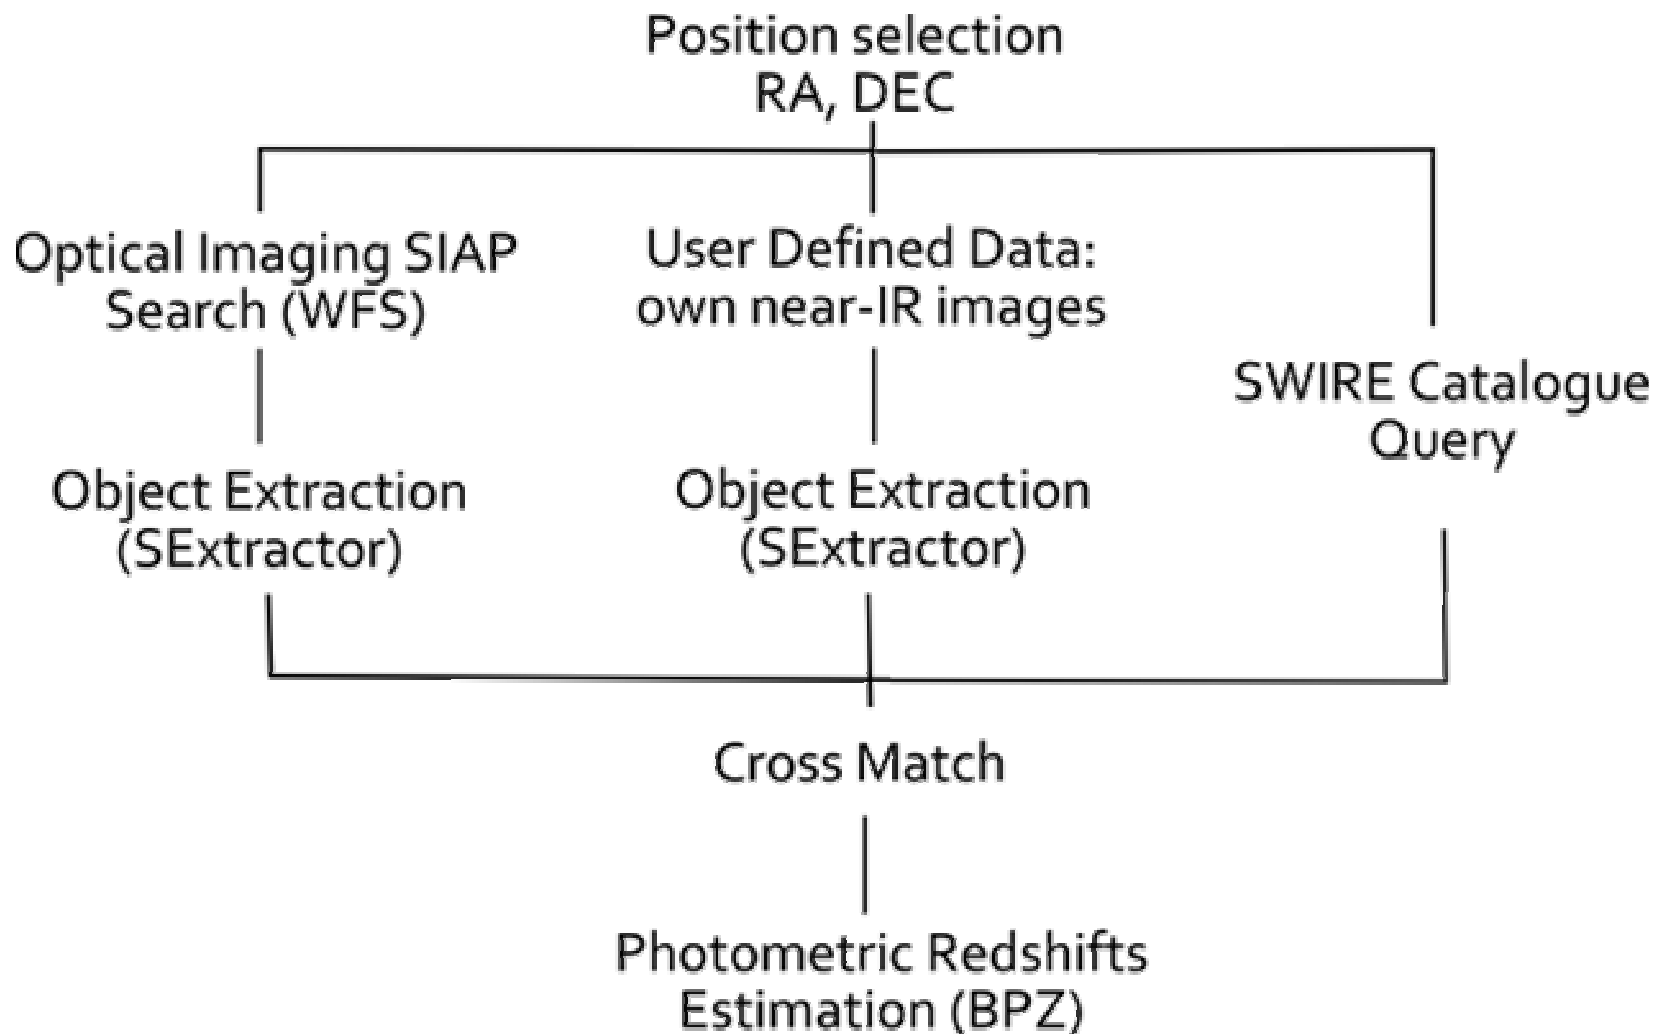 Position selection
RA, DEC
Optical Imaging SIAP
Search (WFS)
User Defined Data:
own near-IR images
SWIRE Catalogue
Query
Object Extraction
(SExtractor)
Object Extraction
(SExtractor)
Cross Match
Photometric Redshifts
Estimation (BPZ)